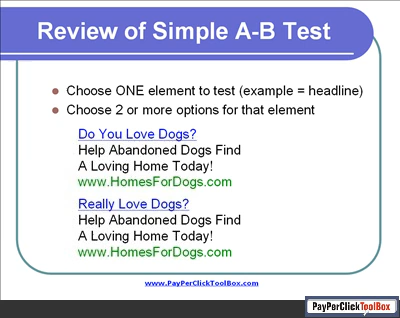 Review of Simple A-B Test
Choose ONE element to test (example = headline)
Choose 2 or more options for that element
Do You Love Dogs?
Help Abandoned Dogs Find
A Loving Home Today!
www.HomesForDogs.com
Really Love Dogs?
Help Abandoned Dogs Find
A Loving Home Today!
www.HomesForDogs.com
www.PayPerClickToolBox.com
PayPerClickToolBox